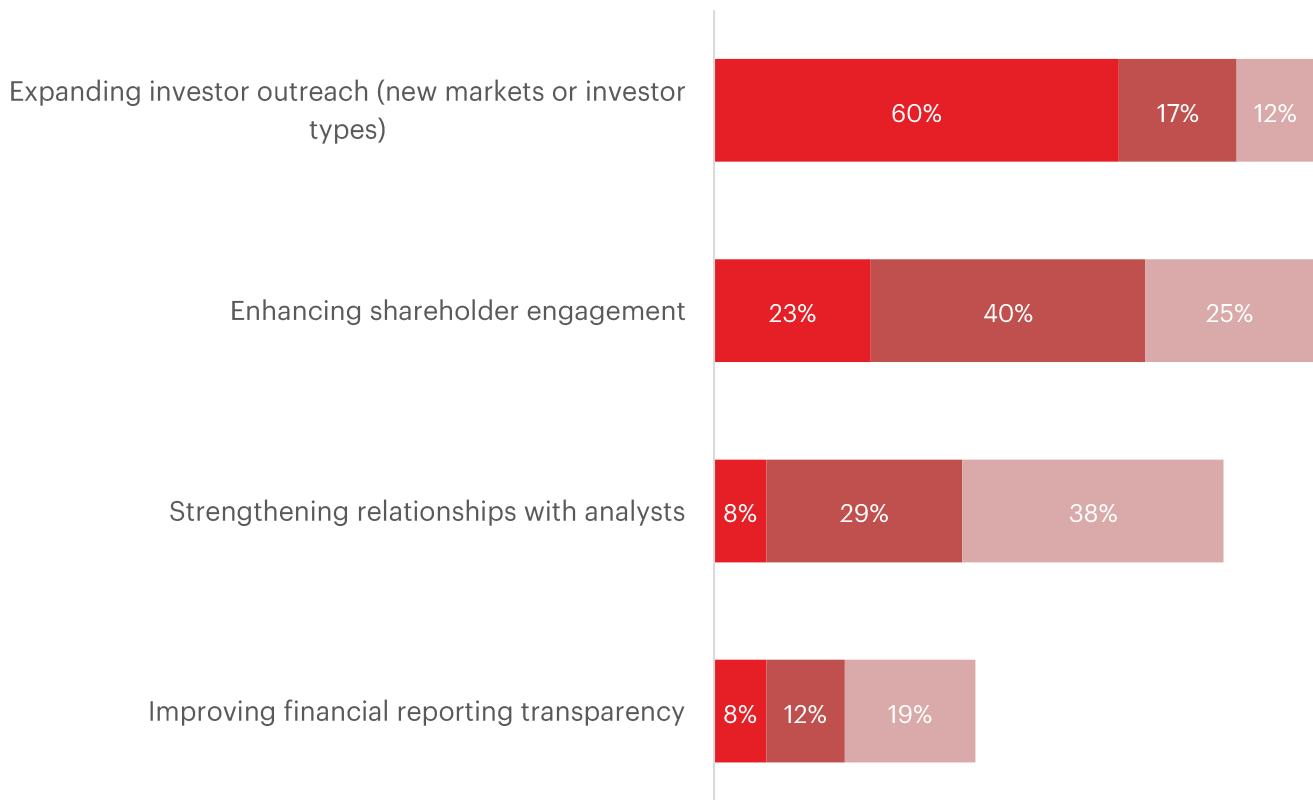 Expanding investor outreach (new markets or investor
types)
60% 17% 12%
Enhancing shareholder engagement
23% 40% 25%
Strengthening relationships with analysts
8% 29% 38%
Improving financial reporting transparency
8% 12% 19%